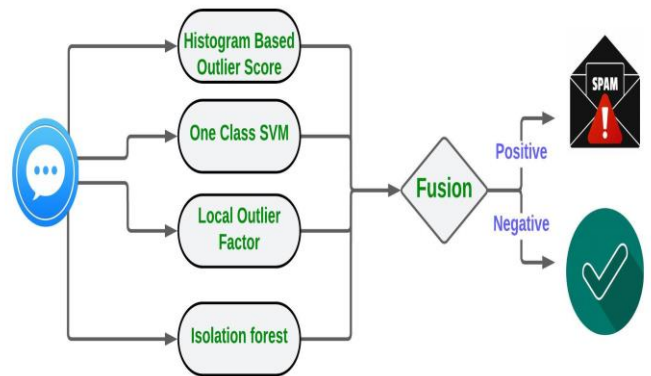 Histogram Based
Outlier Score
One Class SVM
Local Outlier
Factor
Isolation forest
Fusion
Positive
Negative
SPAM